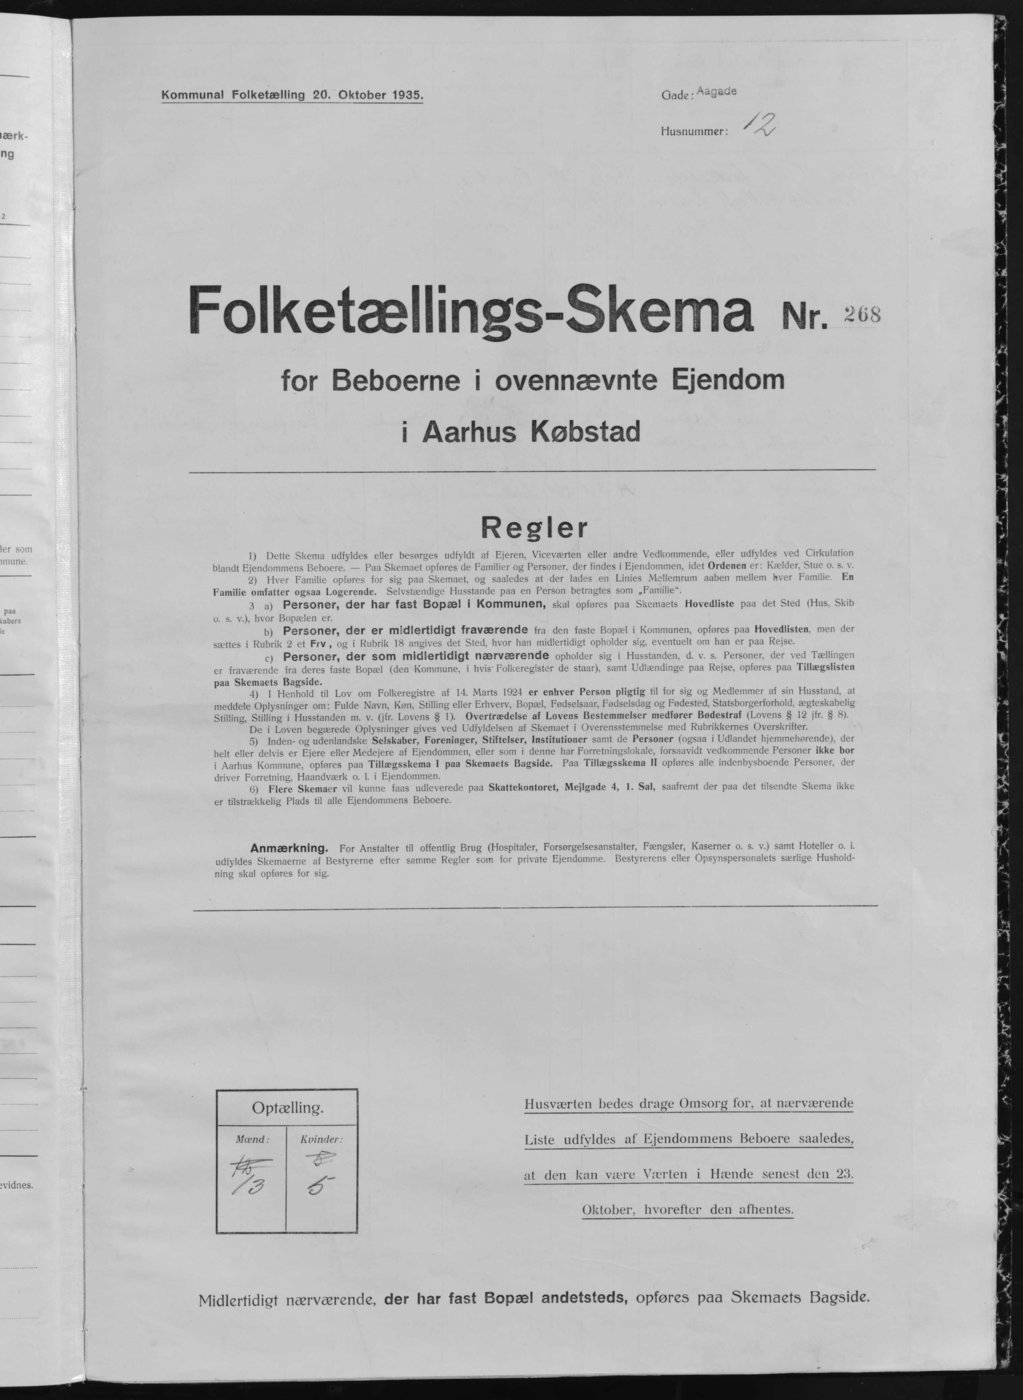 Kommunal Folketælling 20. Oktober 1935.
Gade: Aagade
Husnummer: 12
Folketællings-Skema Nr. 268
for Beboerne i ovennævnte Ejendom
i Aarhus Købstad
Regler
1) Dette Skema udfyldes eller besørges udfyldt af Ejeren, Viceværten eller andre Vedkommende, eller udfyldes ved Cirkulation
blandt Ejendommens Beboere. — Paa Skemaet opføres de Familier og Personer, der findes i Ejendommen, idet Ordenen er: Kælder, Stue o. s. v.
2) Hver Familie opføres for sig paa Skemaet, og saaledes at der lades en Linies Mellemrum aaben mellem hver Familie. En
Familie omfatter ogsaa Logerende. Selvstændige Husstande paa en Person betragtes som „Familie".
3 a) Personer, der har fast Bopæl i Kommunen, skal opføres paa Skemaets Hovedliste paa det Sted (Hus, Skib
o. s. v.), hvor Bopælen er.
b) Personer, der er midlertidigt fraværende fra den faste Bopæl i Kommunen, opføres paa Hovedlisten, men der
sættes i Rubrik 2 et Frv, og i Rubrik 18 angives det Sted, hvor han midlertidigt opholder sig, eventuelt om han er paa Rejse.
c) Personer, der som midlertidigt nærværende opholder sig i Husstanden, d. v. s. Personer, der ved Tællingen
er fraværende fra deres faste Bopæl (den Kommune, i hvis Folkeregister de staar), samt Udlændinge paa Rejse, opføres paa Tillægslisten
paa Skemaets Bagside.
4) I Henhold til Lov om Folkeregistre af 14. Marts 1924 er enhver Person pligtig til for sig og Medlemmer af sin Husstand, at
meddele Oplysninger om: Fulde Navn, Køn, Stilling eller Erhverv, Bopæl, Fødselsaar, Fødselsdag og Fødested, Statsborgerforhold, ægteskabelig
Stilling, Stilling i Husstanden m. v. (jfr. Lovens § 1). Overtrædelse af Lovens Bestemmelser medfører Bødestraf (Lovens § 12 jfr. § 8).
De i Loven begærede Oplysninger gives ved Udfyldelsen af Skemaet i Overensstemmelse med Rubrikkernes Overskrifter.
5) Inden- og udenlandske Selskaber, Foreninger, Stiftelser, Institutioner samt de Personer (ogsaa i Udlandet hjemmehørende), der
helt eller delvis er Ejere eller Medejere af Ejendommen, eller som i denne har Forretningslokale, forsaavidt vedkommende Personer ikke bor
i Aarhus Kommune, opføres paa Tillægsskema I paa Skemaets Bagside. Paa Tillægsskema II opføres alle indenbysboende Personer, der
driver Forretning, Haandværk o. l. i Ejendommen.
6) Flere Skemaer vil kunne faas udleverede paa Skattekontoret, Mejlgade 4, 1. Sal, saafremt der paa det tilsendte Skema ikke
er tilstrækkelig Plads til alle Ejendommens Beboere.
Anmærkning. For Anstalter til offentlig Brug (Hospitaler, Forsørgelsesanstalter, Fængsler, Kaserner o. s. v.) samt Hoteller o. l.
udfyldes Skemaerne af Bestyrerne efter samme Regler som for private Ejendomme. Bestyrerens eller Opsynspersonalets særlige Hushold-
ning skal opføres for sig.
Optælling.
Mænd: Kvinder:
13 5
Husværten bedes drage Omsorg for, at nærværende
Liste udfyldes af Ejendommens Beboere saaledes,
at den kan være Værten i Hænde senest den 23.
Oktober, hvorefter den afhentes.
Midlertidigt nærværende, der har fast Bopæl andetsteds, opføres paa Skemaets Bagside.